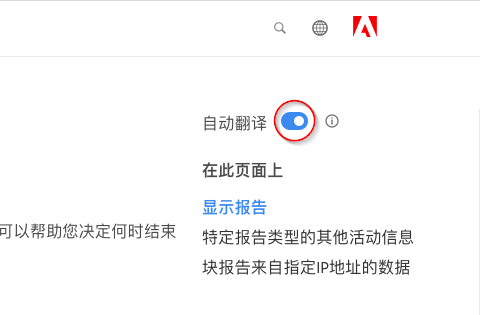 自动翻译
在此页面上
显示报告
可以帮助您决定何时结束
特定报告类型的其他活动信息
块报告来自指定IP地址的数据